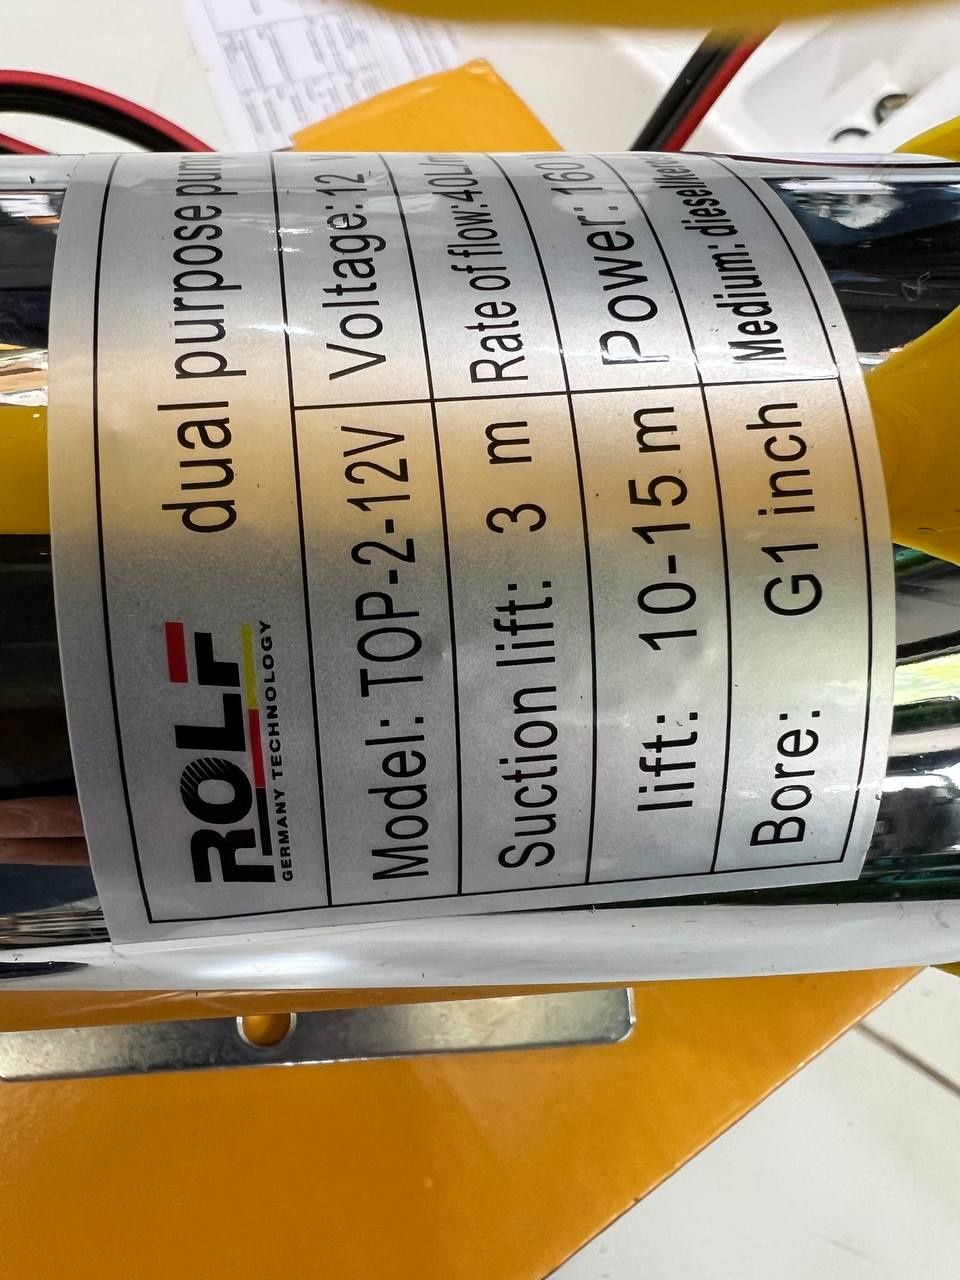 ROLF
GERMANY TECHNOLOGY
dual purpose pump
Model: TOP-2-12V
Voltage:12 V
Suction lift: 3 m
Rate of flow:40L/m
lift: 10-15 m
Power: 160
Bore: G1 inch
Medium: diesel